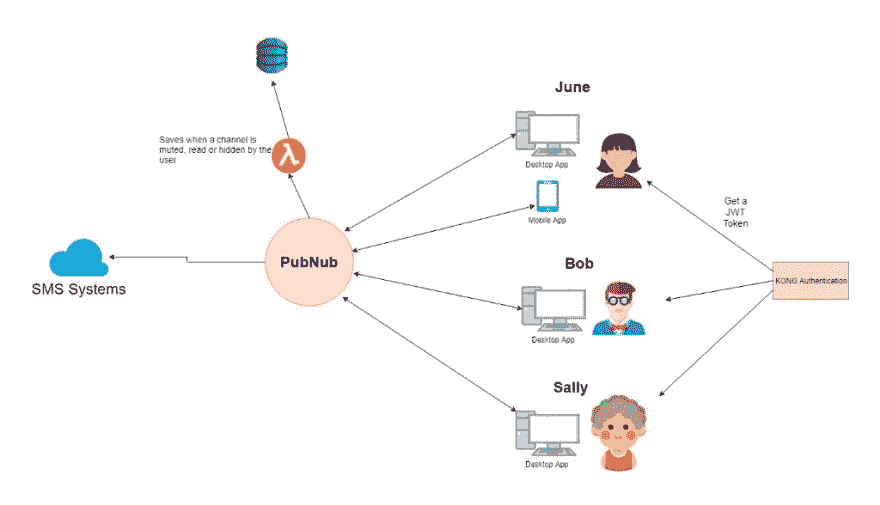 June
Saves when a channel is
muted, read or hidden by the
user
λ
Desktop App
Get a
JWT
Token
Mobile App
PubNub
Bob
KONG Authentication
SMS Systems
Desktop App
Sally
Desktop App